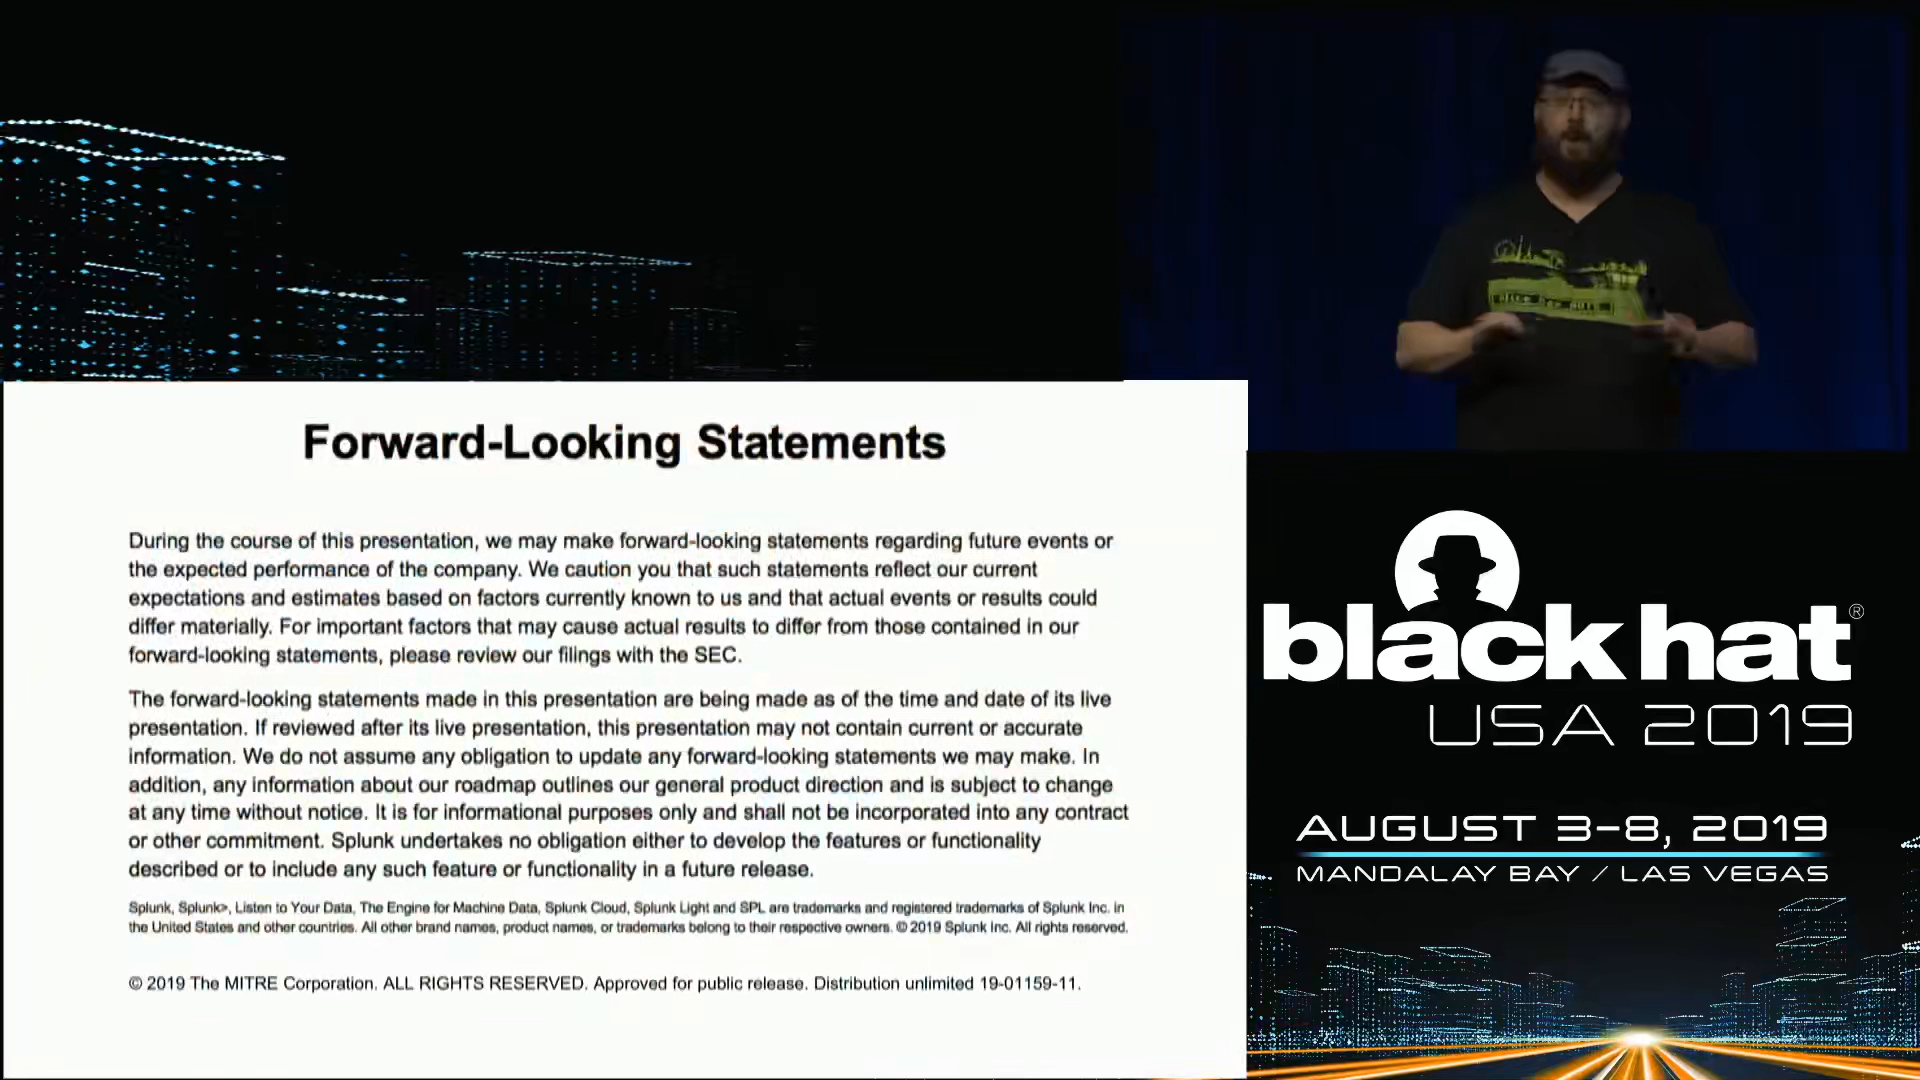 Forward-Looking Statements
During the course of this presentation, we may make forward-looking statements regarding future events or
the expected performance of the company. We caution you that such statements reflect our current
expectations and estimates based on factors currently known to us and that actual events or results could
differ materially. For important factors that may cause actual results to differ from those contained in our
forward-looking statements, please review our filings with the SEC.
The forward-looking statements made in this presentation are being made as of the time and date of its live
presentation. If reviewed after its live presentation, this presentation may not contain current or accurate
information. We do not assume any obligation to update any forward-looking statements we may make. In
addition, any information about our roadmap outlines our general product direction and is subject to change
at any time without notice. It is for informational purposes only and shall not be incorporated into any contract
or other commitment. Splunk undertakes no obligation either to develop the features or functionality
described or to include any such feature or functionality in a future release.
Splunk, Splunk>, Listen to Your Data, The Engine for Machine Data, Splunk Cloud, Splunk Light and SPL are trademarks and registered trademarks of Splunk Inc. in
the United States and other countries. All other brand names, product names, or trademarks belong to their respective owners. © 2019 Splunk Inc. All rights reserved.
© 2019 The MITRE Corporation. ALL RIGHTS RESERVED. Approved for public release. Distribution unlimited 19-01159-11.
black hat®
USA 2019
AUGUST 3-8, 2019
MANDALAY BAY / LAS VEGAS